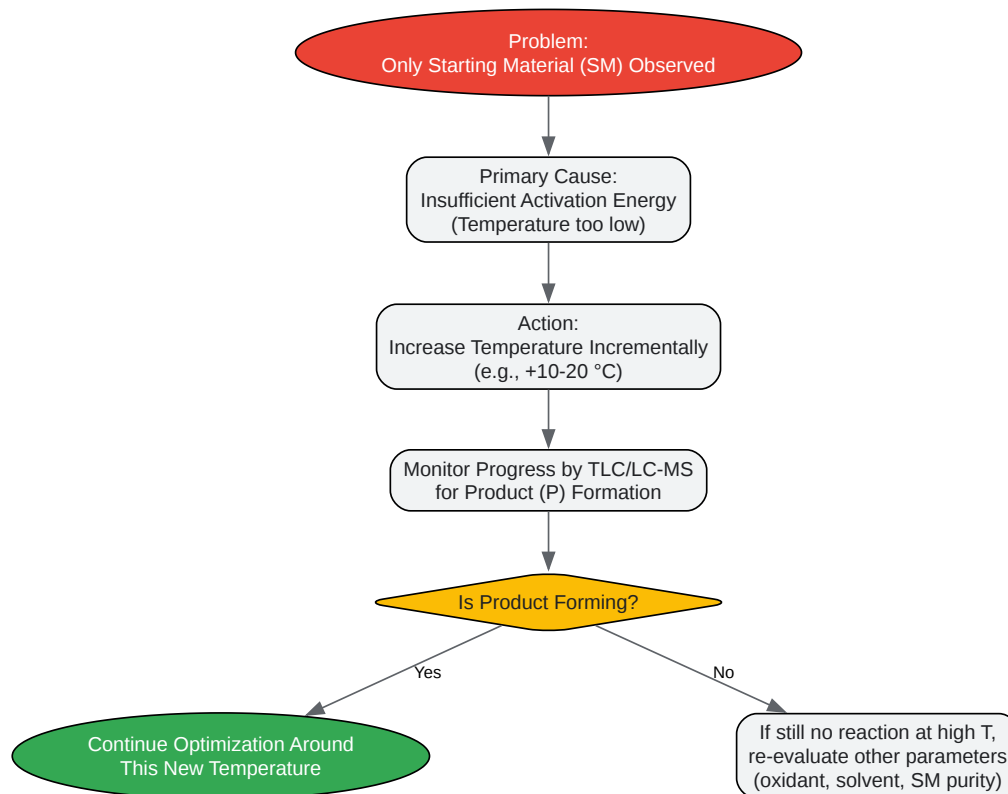 Problem:
Only Starting Material (SM) Observed
Primary Cause:
Insufficient Activation Energy
(Temperature too low)
Action:
Increase Temperature Incrementally
(e.g., +10-20 °C)
Monitor Progress by TLC/LC-MS
for Product (P) Formation
Is Product Forming?
Yes
No
Continue Optimization Around
This New Temperature
If still no reaction at high T,
re-evaluate other parameters
(oxidant, solvent, SM purity)